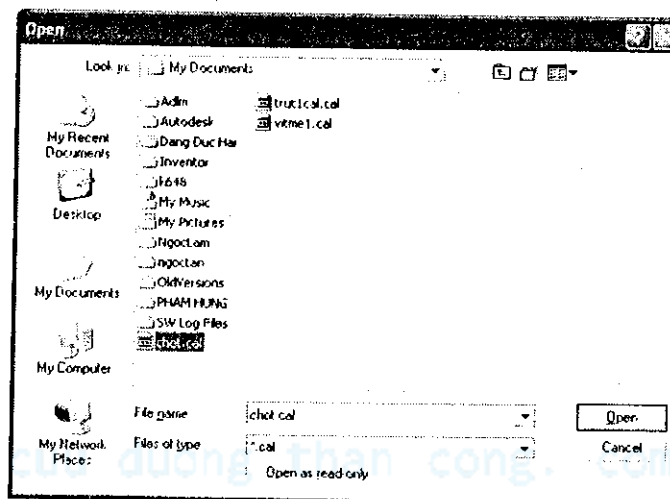 Open
Look in: My Documents
Adlm
Autodesk
Dang Duc Hai
Inventor
k648
My Music
My Pictures
NgocLam
ngoctan
OldVersions
PHAM HUNG
SW Log Files
chot.cal
truc1cal.cal
vitme1.cal
My Recent
Documents
Desktop
My Documents
My Computer
My Network
Places
File name: chot.cal
Files of type: *.cal
Open as read-only
Open
Cancel
cuu duong than cong. com